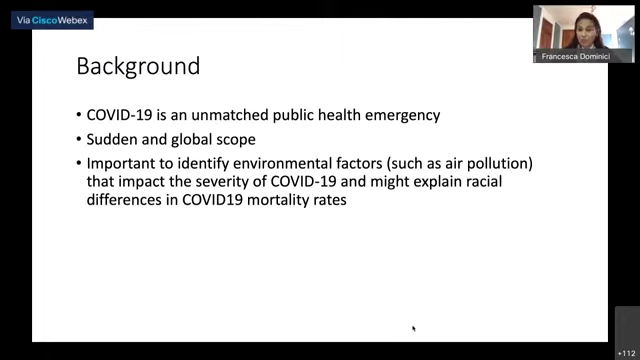 Via Cisco Webex
Francesca Dominici
Background
• COVID-19 is an unmatched public health emergency
• Sudden and global scope
• Important to identify environmental factors (such as air pollution)
that impact the severity of COVID-19 and might explain racial
differences in COVID19 mortality rates
+112